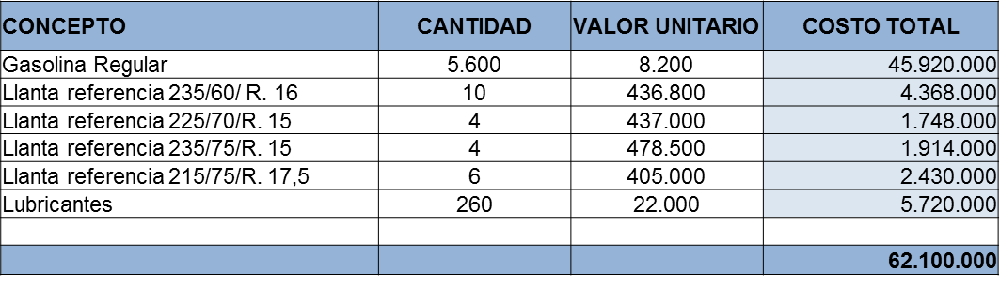 CONCEPTO CANTIDAD VALOR UNITARIO COSTO TOTAL
Gasolina Regular 5.600 8.200 45.920.000
Llanta referencia 235/60/ R. 16 10 436.800 4.368.000
Llanta referencia 225/70/R. 15 4 437.000 1.748.000
Llanta referencia 235/75/R. 15 4 478.500 1.914.000
Llanta referencia 215/75/R. 17,5 6 405.000 2.430.000
Lubricantes 260 22.000 5.720.000
62.100.000